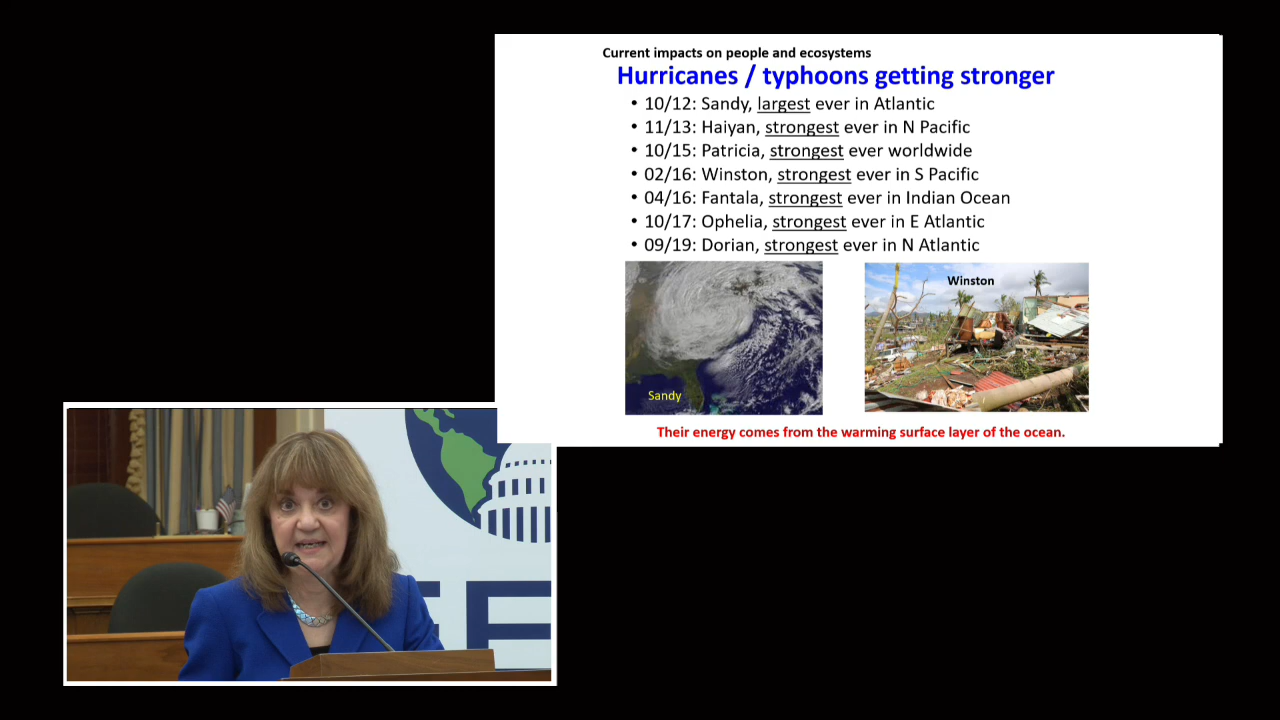 Current impacts on people and ecosystems
Hurricanes / typhoons getting stronger
• 10/12: Sandy, largest ever in Atlantic
• 11/13: Haiyan, strongest ever in N Pacific
• 10/15: Patricia, strongest ever worldwide
• 02/16: Winston, strongest ever in S Pacific
• 04/16: Fantala, strongest ever in Indian Ocean
• 10/17: Ophelia, strongest ever in E Atlantic
• 09/19: Dorian, strongest ever in N Atlantic
Sandy
Winston
Their energy comes from the warming surface layer of the ocean.